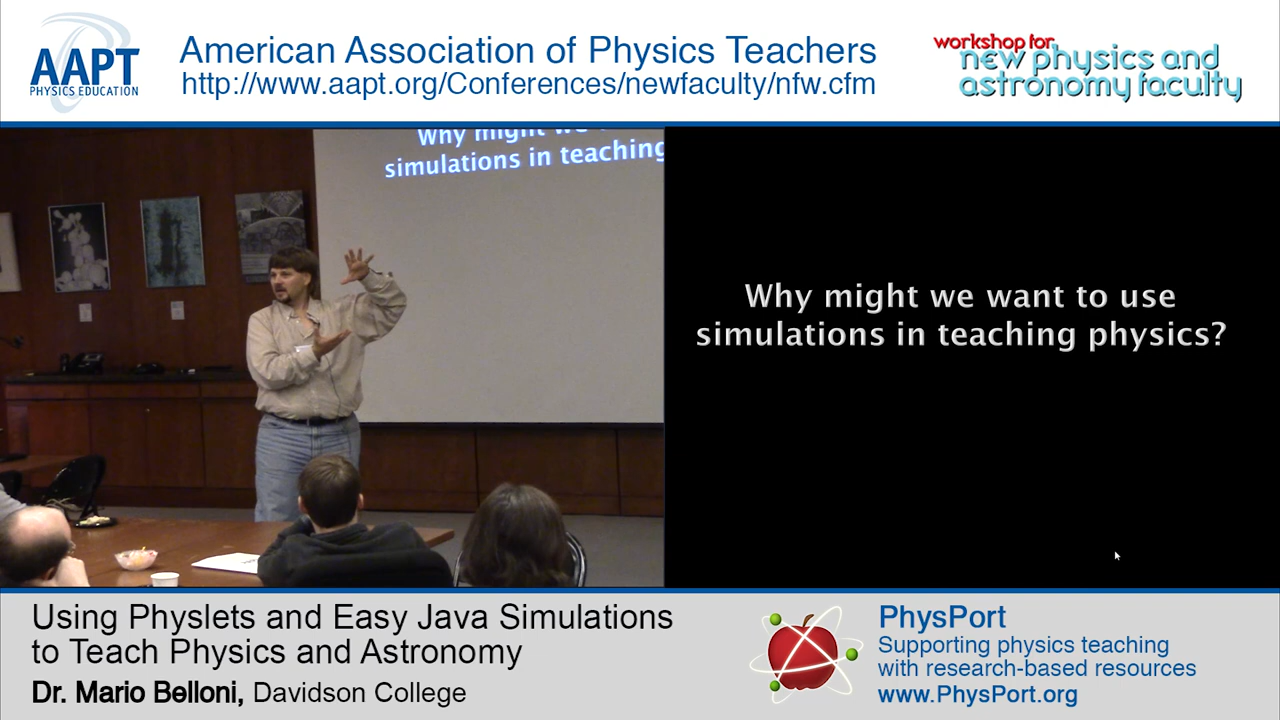 AAPT
PHYSICS EDUCATION
American Association of Physics Teachers
http://www.aapt.org/Conferences/newfaculty/nfw.cfm
workshop for
new physics and
astronomy faculty
Why might we
simulations in teaching
Why might we want to use
simulations in teaching physics?
Using Physlets and Easy Java Simulations
to Teach Physics and Astronomy
Dr. Mario Belloni, Davidson College
PhysPort
Supporting physics teaching
with research-based resources
www.PhysPort.org